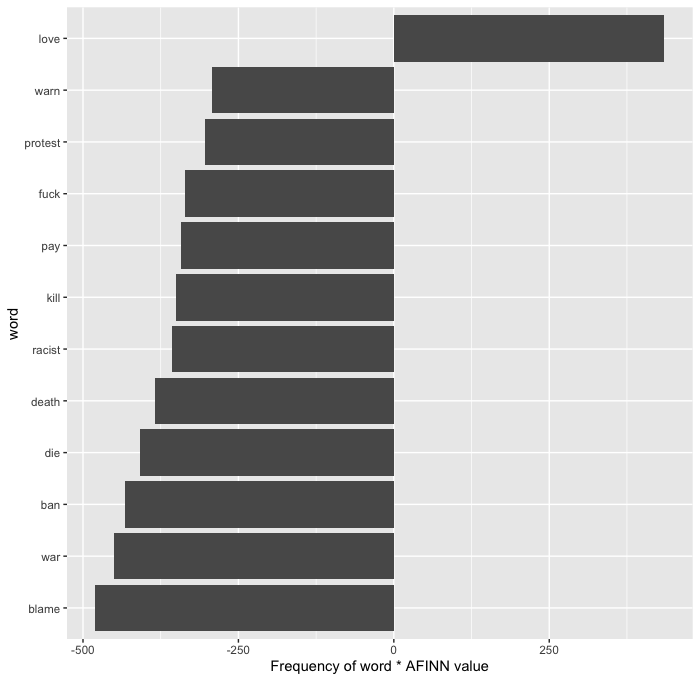 love
warn
protest
fuck
pay
kill
racist
death
die
ban
war
blame
word
-500 -250 0 250
Frequency of word * AFINN value